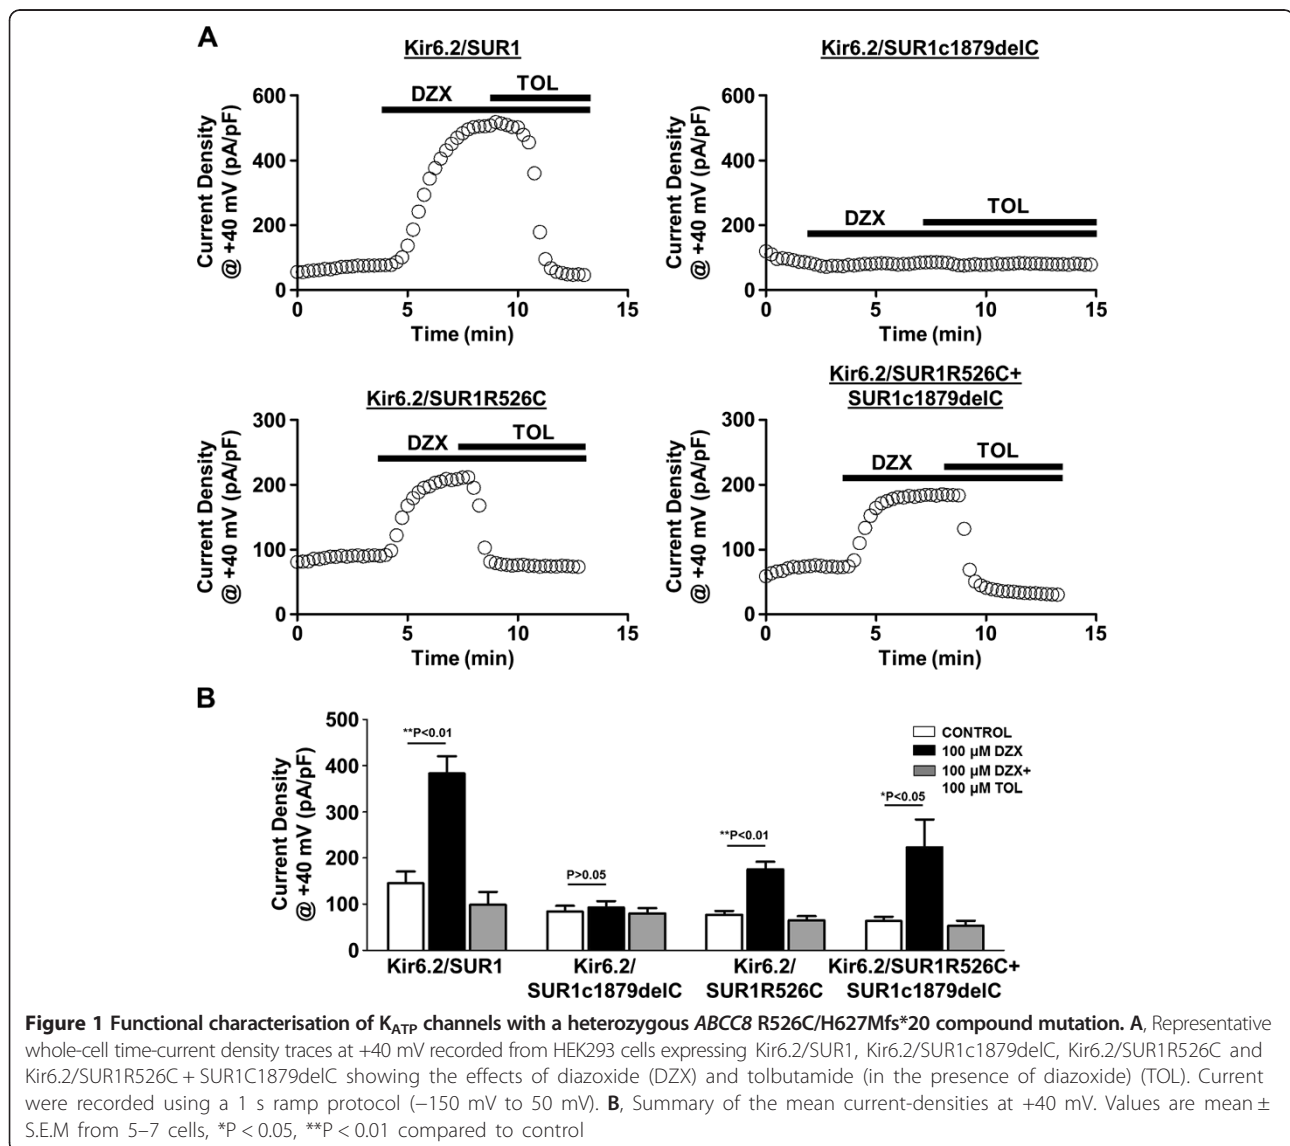 A
Kir6.2/SUR1
DZX
TOL
Current Density
@ +40 mV (pA/pF)
600
400
200
0
0 5 10 15
Time (min)
Kir6.2/SUR1c1879delC
DZX
TOL
Current Density
@ +40 mV (pA/pF)
600
400
200
0
0 5 10 15
Time (min)
Kir6.2/SUR1R526C
DZX
TOL
Current Density
@ +40 mV (pA/pF)
300
200
100
0
0 5 10 15
Time (min)
Kir6.2/SUR1R526C+
SUR1c1879delC
DZX
TOL
Current Density
@ +40 mV (pA/pF)
300
200
100
0
0 5 10 15
Time (min)
B
Current Density
@ +40 mV (pA/pF)
500
400
300
200
100
0
**P<0.01
P>0.05
**P<0.01
*P<0.05
CONTROL
100 µM DZX
100 µM DZX+
100 µM TOL
Kir6.2/SUR1
Kir6.2/
SUR1c1879delC
Kir6.2/
SUR1R526C
Kir6.2/SUR1R526C+
SUR1c1879delC
Figure 1 Functional characterisation of KATP channels with a heterozygous ABCC8 R526C/H627Mfs*20 compound mutation. A, Representative
whole-cell time-current density traces at +40 mV recorded from HEK293 cells expressing Kir6.2/SUR1, Kir6.2/SUR1c1879delC, Kir6.2/SUR1R526C and
Kir6.2/SUR1R526C + SUR1C1879delC showing the effects of diazoxide (DZX) and tolbutamide (in the presence of diazoxide) (TOL). Current
were recorded using a 1 s ramp protocol (−150 mV to 50 mV). B, Summary of the mean current-densities at +40 mV. Values are mean ±
S.E.M from 5–7 cells, *P < 0.05, **P < 0.01 compared to control